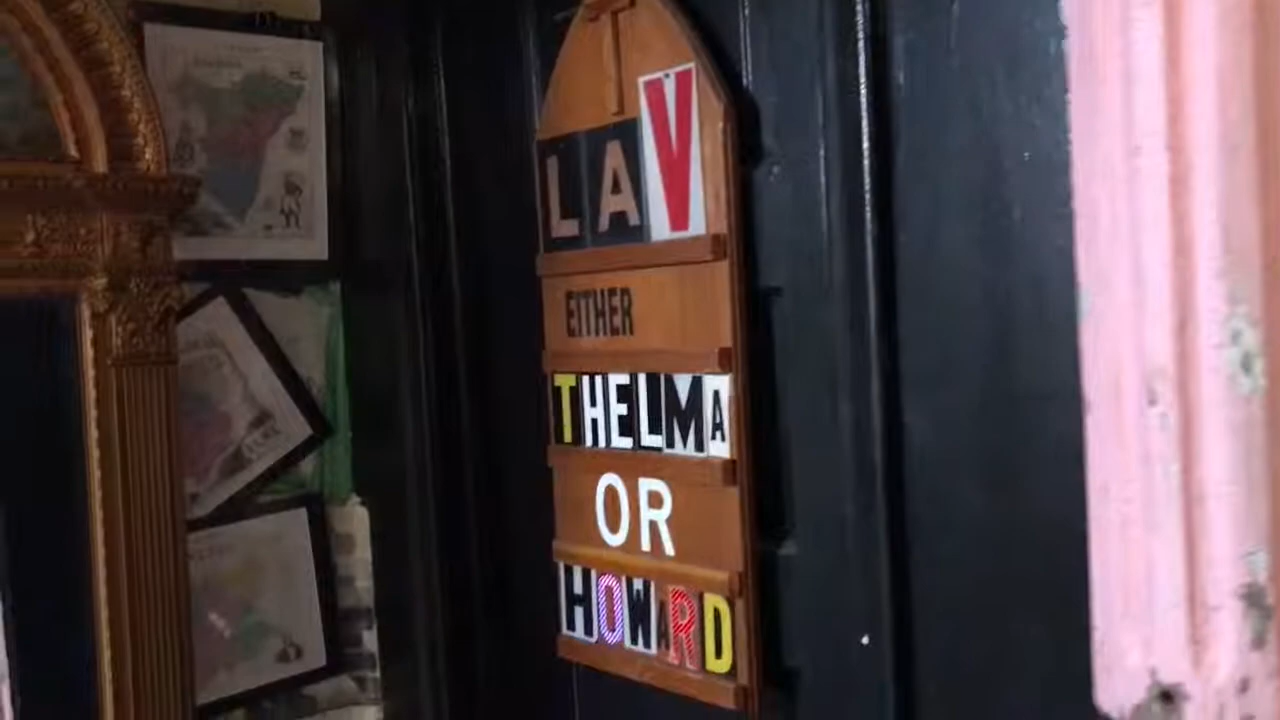 T
LAV
EITHER
THELMA
OR
HOWARD